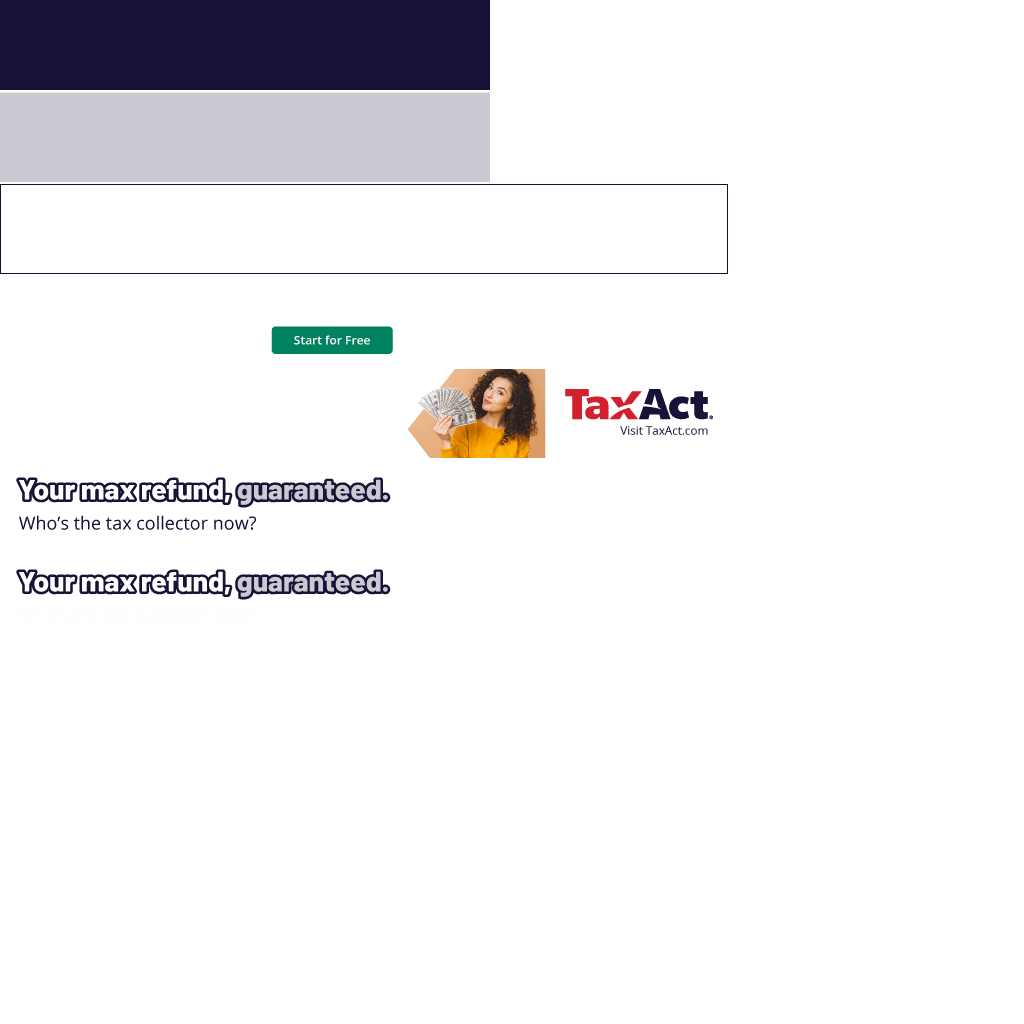 Start for Free
TaxAct.
Visit TaxAct.com
Your max refund, guaranteed.
Who's the tax collector now?
Your max refund, guaranteed.
Who's the tax collector now?